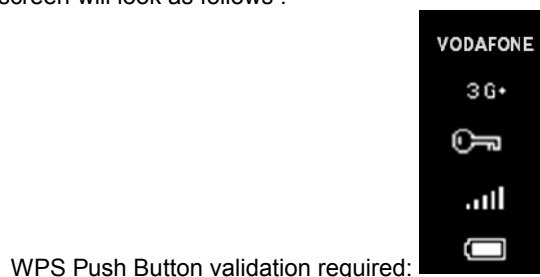 screen will look as follows :
VODAFONE
3G+
WPS Push Button validation required: